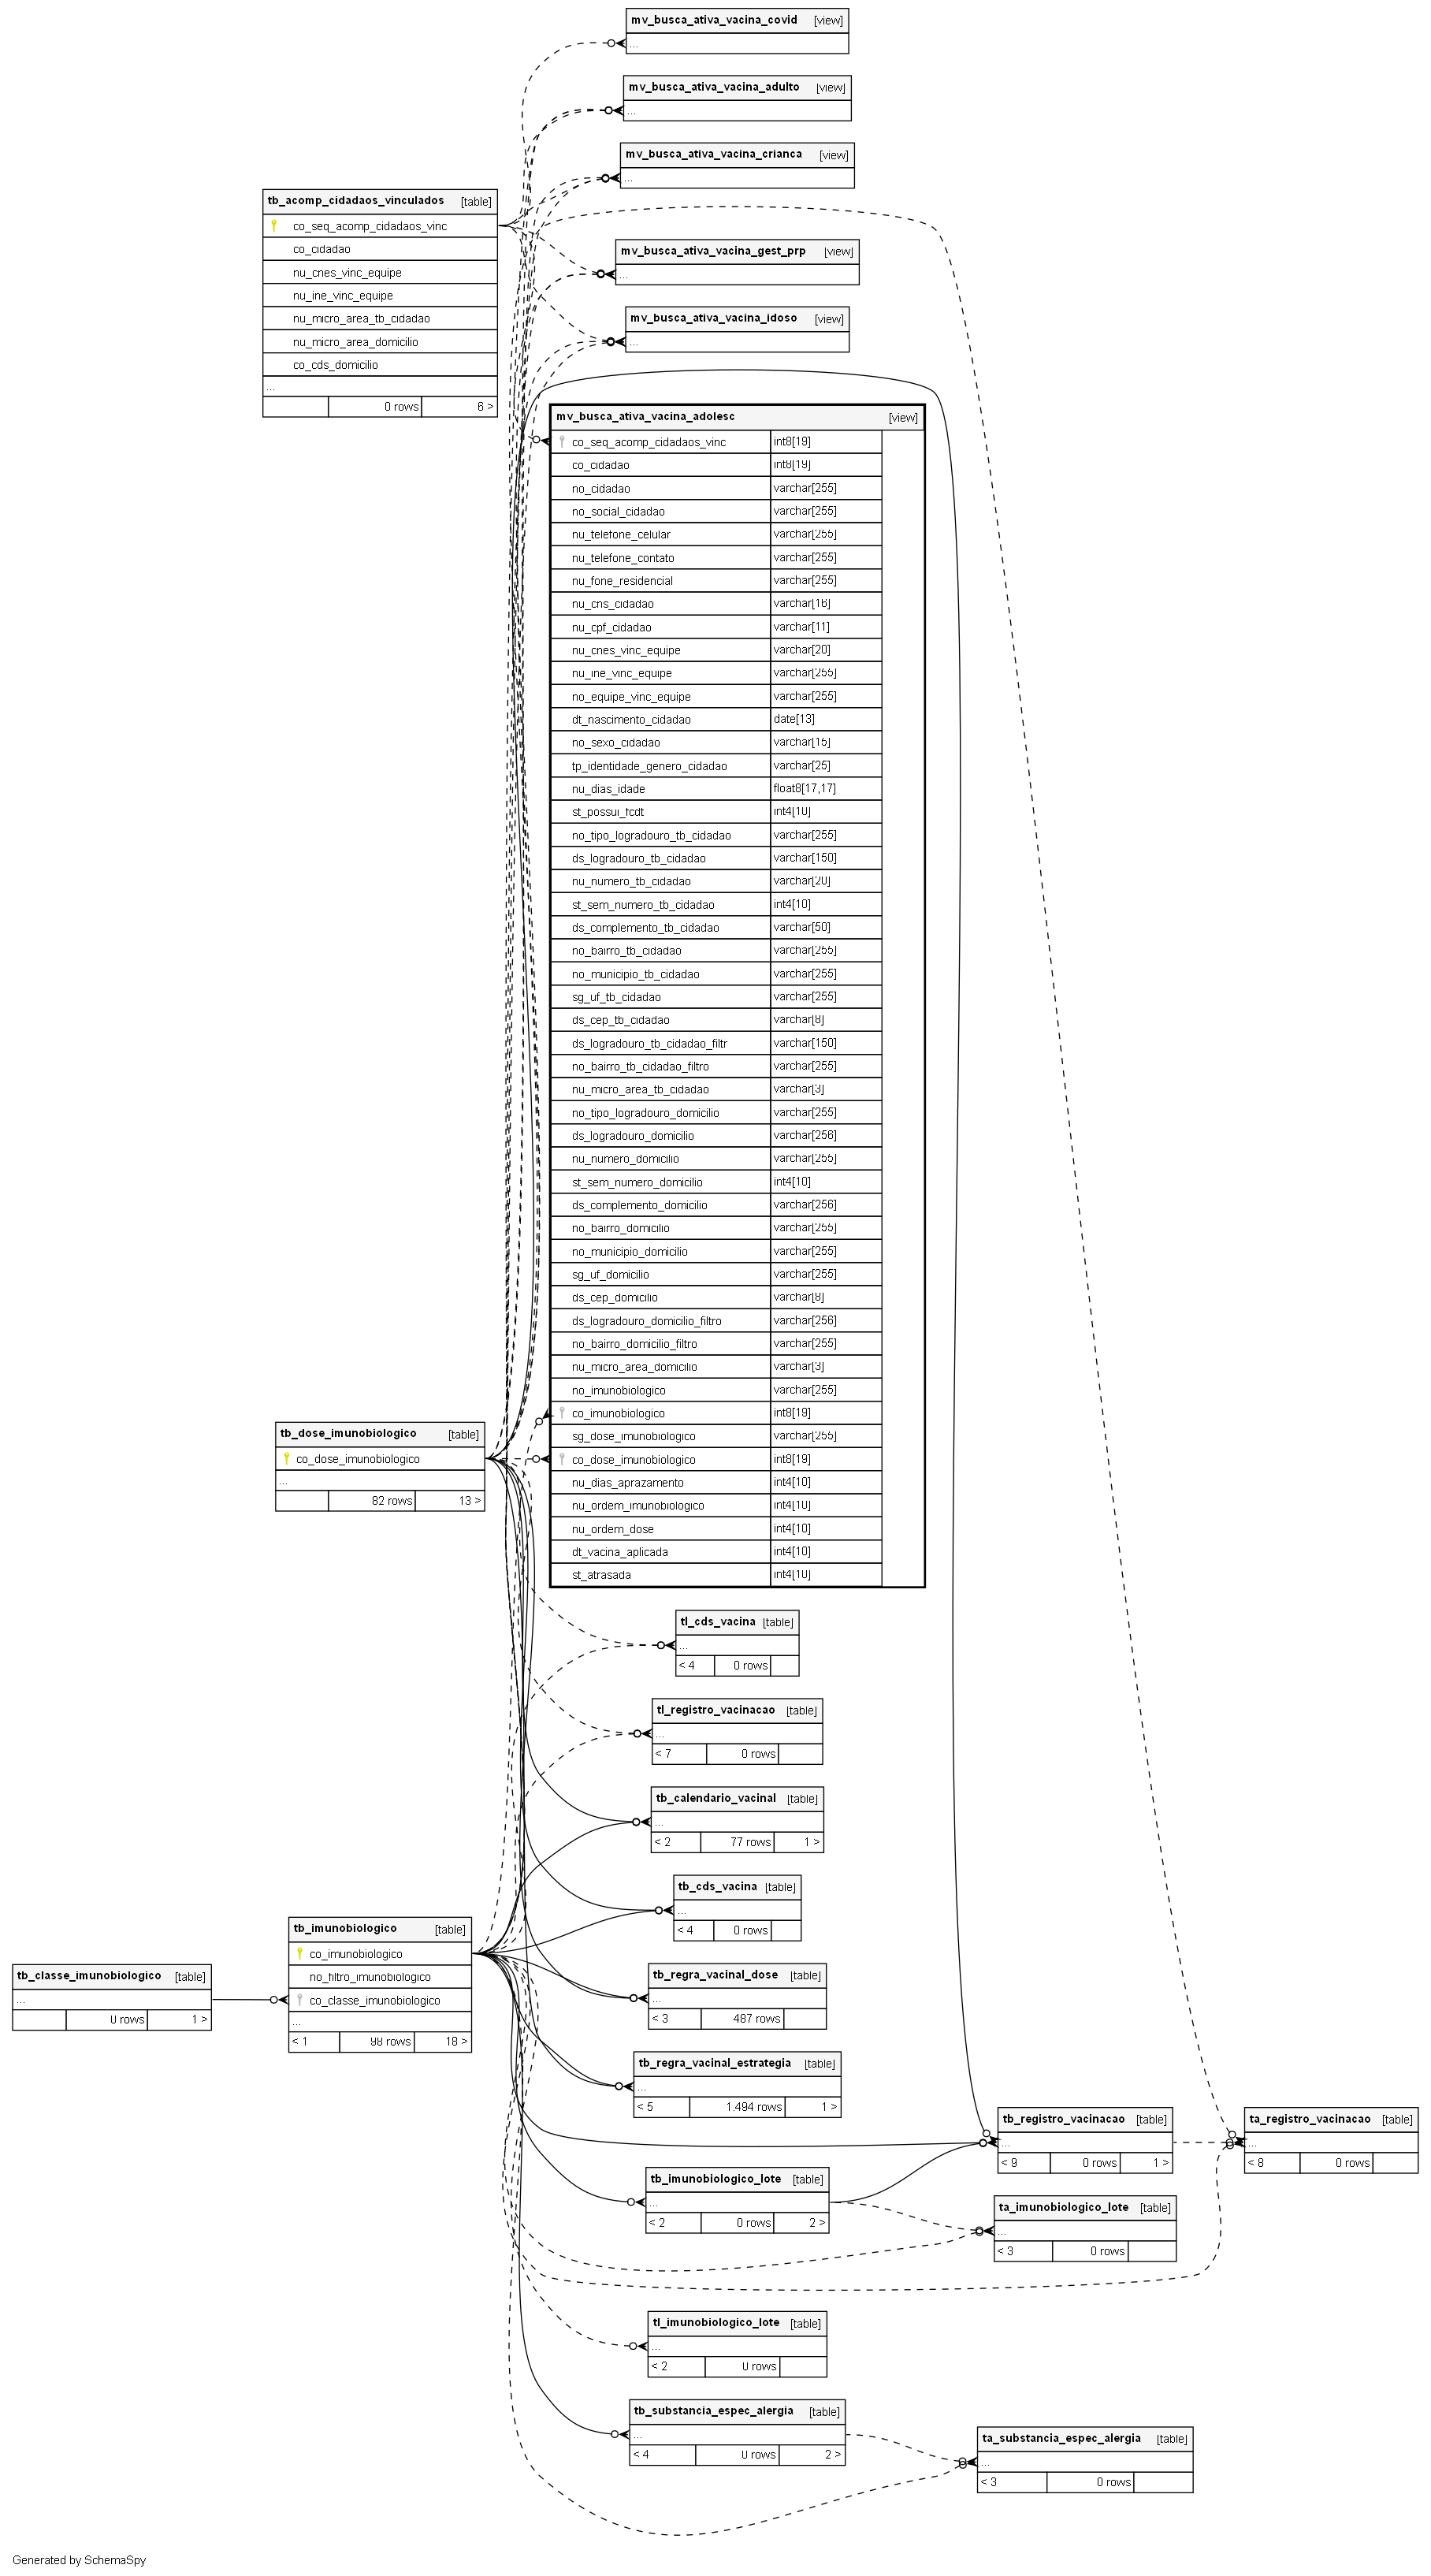 mv_busca_ativa_vacina_covid [view]
...
mv_busca_ativa_vacina_adulto [view]
...
mv_busca_ativa_vacina_crianca [view]
...
tb_acomp_cidadaos_vinculados [table]
co_seq_acomp_cidadaos_vinc
co_cidadao
nu_cnes_vinc_equipe
nu_ine_vinc_equipe
nu_micro_area_tb_cidadao
nu_micro_area_domicilio
co_cds_domicilio
...
0 rows 6 >
mv_busca_ativa_vacina_gest_prp [view]
...
mv_busca_ativa_vacina_idoso [view]
...
mv_busca_ativa_vacina_adolesc [view]
co_seq_acomp_cidadaos_vinc int8[19]
co_cidadao int8[19]
no_cidadao varchar[255]
no_social_cidadao varchar[255]
nu_telefone_celular varchar[255]
nu_telefone_contato varchar[255]
nu_fone_residencial varchar[255]
nu_cns_cidadao varchar[16]
nu_cpf_cidadao varchar[11]
nu_cnes_vinc_equipe varchar[20]
nu_ine_vinc_equipe varchar[255]
no_equipe_vinc_equipe varchar[255]
dt_nascimento_cidadao date[13]
no_sexo_cidadao varchar[15]
tp_identidade_genero_cidadao varchar[25]
nu_dias_idade float8[17,17]
st_possui_fcdt int4[10]
no_tipo_logradouro_tb_cidadao varchar[255]
ds_logradouro_tb_cidadao varchar[150]
nu_numero_tb_cidadao varchar[20]
st_sem_numero_tb_cidadao int4[10]
ds_complemento_tb_cidadao varchar[50]
no_bairro_tb_cidadao varchar[255]
no_municipio_tb_cidadao varchar[255]
sg_uf_tb_cidadao varchar[255]
ds_cep_tb_cidadao varchar[8]
ds_logradouro_tb_cidadao_filtr varchar[150]
no_bairro_tb_cidadao_filtro varchar[255]
nu_micro_area_tb_cidadao varchar[3]
no_tipo_logradouro_domicilio varchar[255]
ds_logradouro_domicilio varchar[256]
nu_numero_domicilio varchar[255]
st_sem_numero_domicilio int4[10]
ds_complemento_domicilio varchar[256]
no_bairro_domicilio varchar[255]
no_municipio_domicilio varchar[255]
sg_uf_domicilio varchar[255]
ds_cep_domicilio varchar[8]
ds_logradouro_domicilio_filtro varchar[256]
no_bairro_domicilio_filtro varchar[255]
nu_micro_area_domicilio varchar[3]
no_imunobiologico varchar[255]
co_imunobiologico int8[19]
sg_dose_imunobiologico varchar[255]
co_dose_imunobiologico int8[19]
nu_dias_aprazamento int4[10]
nu_ordem_imunobiologico int4[10]
nu_ordem_dose int4[10]
dt_vacina_aplicada int4[10]
st_atrasada int4[10]
tb_dose_imunobiologico [table]
co_dose_imunobiologico
...
82 rows 13 >
tl_cds_vacina [table]
...
< 4 0 rows
tl_registro_vacinacao [table]
...
< 7 0 rows
tb_calendario_vacinal [table]
...
< 2 77 rows 1 >
tb_cds_vacina [table]
...
< 4 0 rows
tb_imunobiologico [table]
co_imunobiologico
no_filtro_imunobiologico
co_classe_imunobiologico
...
< 1 98 rows 18 >
tb_classe_imunobiologico [table]
...
0 rows 1 >
tb_regra_vacinal_dose [table]
...
< 3 487 rows
tb_regra_vacinal_estrategia [table]
...
< 5 1.494 rows 1 >
tb_registro_vacinacao [table]
...
< 9 0 rows 1 >
ta_registro_vacinacao [table]
...
< 8 0 rows
tb_imunobiologico_lote [table]
...
< 2 0 rows 2 >
ta_imunobiologico_lote [table]
...
< 3 0 rows
tl_imunobiologico_lote [table]
...
< 2 0 rows
tb_substancia_espec_alergia [table]
...
< 4 0 rows 2 >
ta_substancia_espec_alergia [table]
...
< 3 0 rows
Generated by SchemaSpy